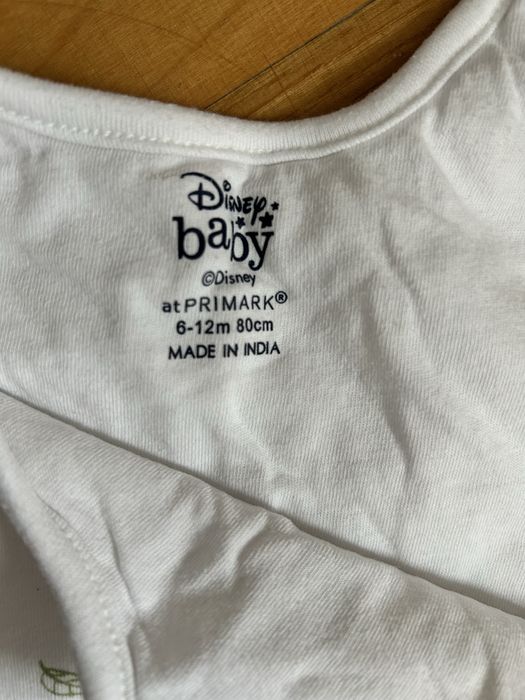 Disney
baby
©Disney
at PRIMARK®
6-12m 80cm
MADE IN INDIA